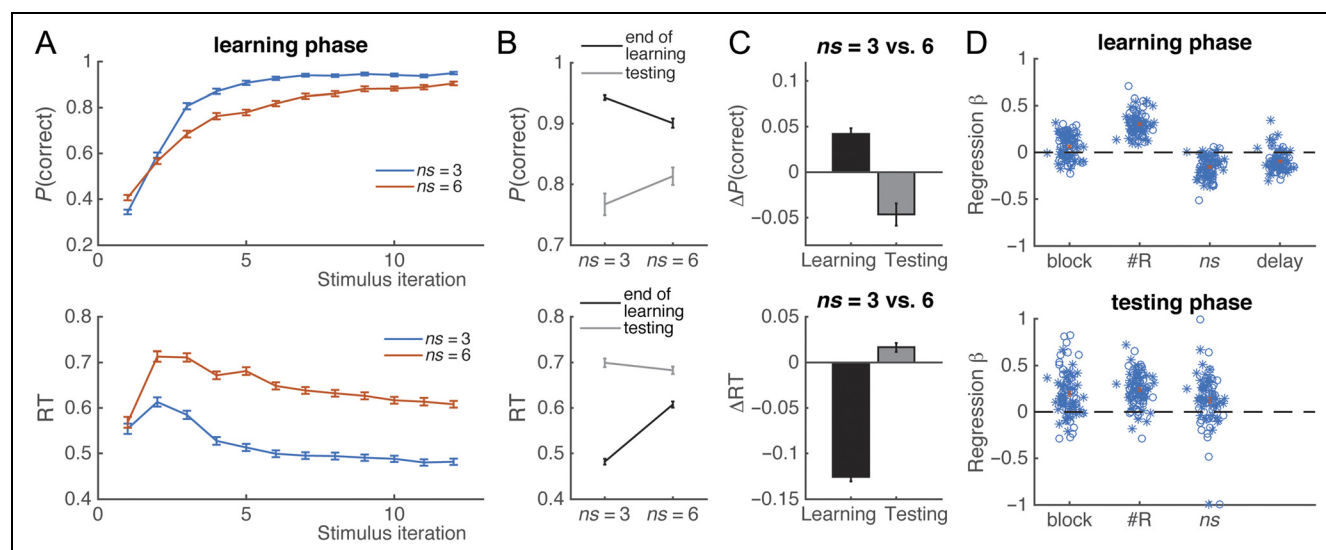 A
learning phase
P(correct)
1
0.8
0.6
0.4
0.2
0
5
10
Stimulus iteration
ns = 3
ns = 6
B
end of
learning
testing
P(correct)
1
0.9
0.8
0.7
ns = 3
ns = 6
C
ns = 3 vs. 6
ΔP(correct)
0.1
0.05
0
−0.05
Learning
Testing
D
learning phase
Regression β
1
0.5
0
−0.5
−1
block
#R
ns
delay
RT
0.8
0.7
0.6
0.5
0.4
0
5
10
Stimulus iteration
ns = 3
ns = 6
end of
learning
testing
RT
0.8
0.7
0.6
0.5
0.4
ns = 3
ns = 6
ns = 3 vs. 6
ΔRT
0.05
0
−0.05
−0.1
−0.15
Learning
Testing
testing phase
Regression β
1
0.5
0
−0.5
−1
block
#R
ns